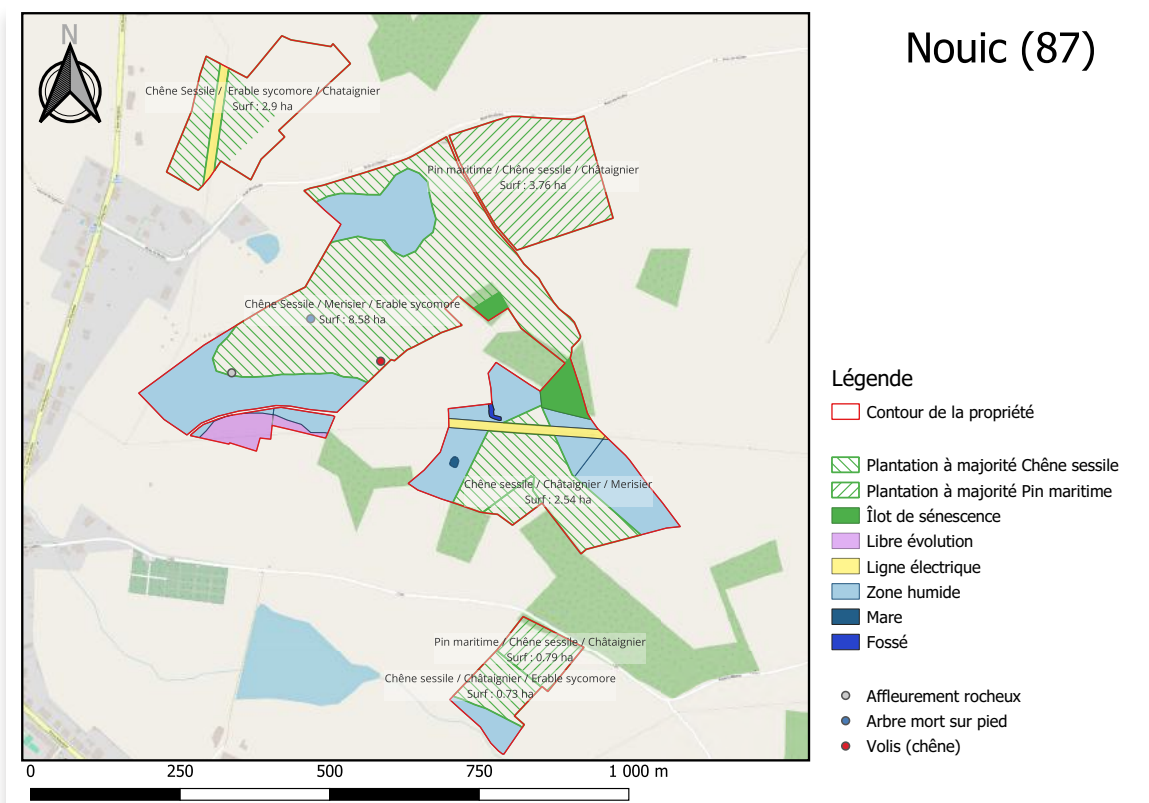 Nouic (87)
N
Chêne Sessile / Erable sycomore / Chataignier
Surf : 2.9 ha
Pin maritime / Chêne sessile / Châtaignier
Surf : 3.76 ha
Chêne Sessile / Merisier / Erable sycomore
Surf : 8.58 ha
Chêne sessile / Châtaignier / Merisier
Surf : 2.54 ha
Pin maritime / Chêne sessile / Châtaignier
Surf : 0.79 ha
Chêne sessile / Châtaignier / Erable sycomore
Surf : 0.73 ha
Légende
Contour de la propriété
Plantation à majorité Chêne sessile
Plantation à majorité Pin maritime
Îlot de sénescence
Libre évolution
Ligne électrique
Zone humide
Mare
Fossé
Affleurement rocheux
Arbre mort sur pied
Volis (chêne)
0 250 500 750 1 000 m